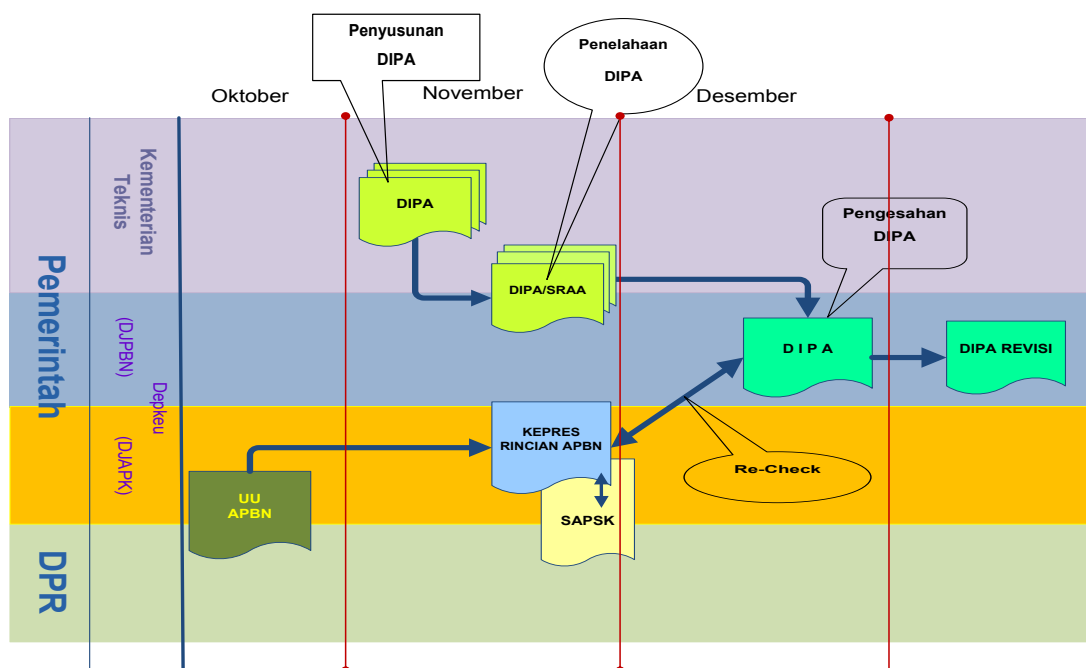 Penyusunan
DIPA
Penelahaan
DIPA
Oktober
November
Desember
Pemerintah
Kementerian
Teknis
DIPA
Pengesahan
DIPA
DIPA/SRAA
(DJPBN)
Depkeu
D I P A
DIPA REVISI
(DJAPK)
KEPRES
RINCIAN APBN
Re-Check
UU
APBN
SAPSK
DPR